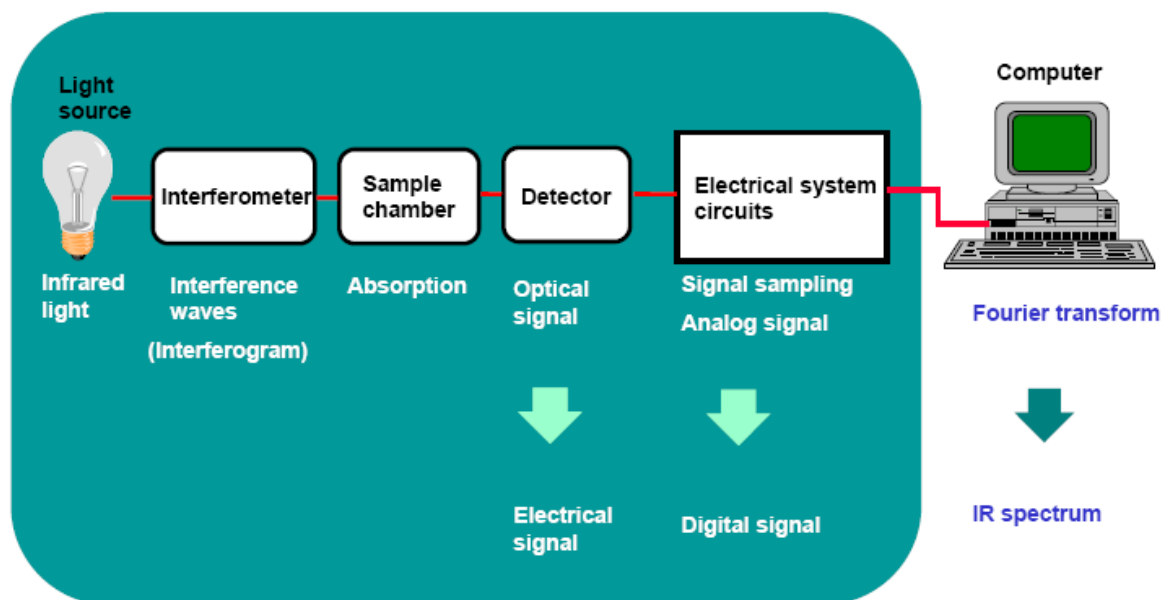 Light
source
Computer
Interferometer
Sample
chamber
Detector
Electrical system
circuits
Infrared
light
Interference
waves
(Interferogram)
Absorption
Optical
signal
Signal sampling
Analog signal
Fourier transform
Electrical
signal
Digital signal
IR spectrum